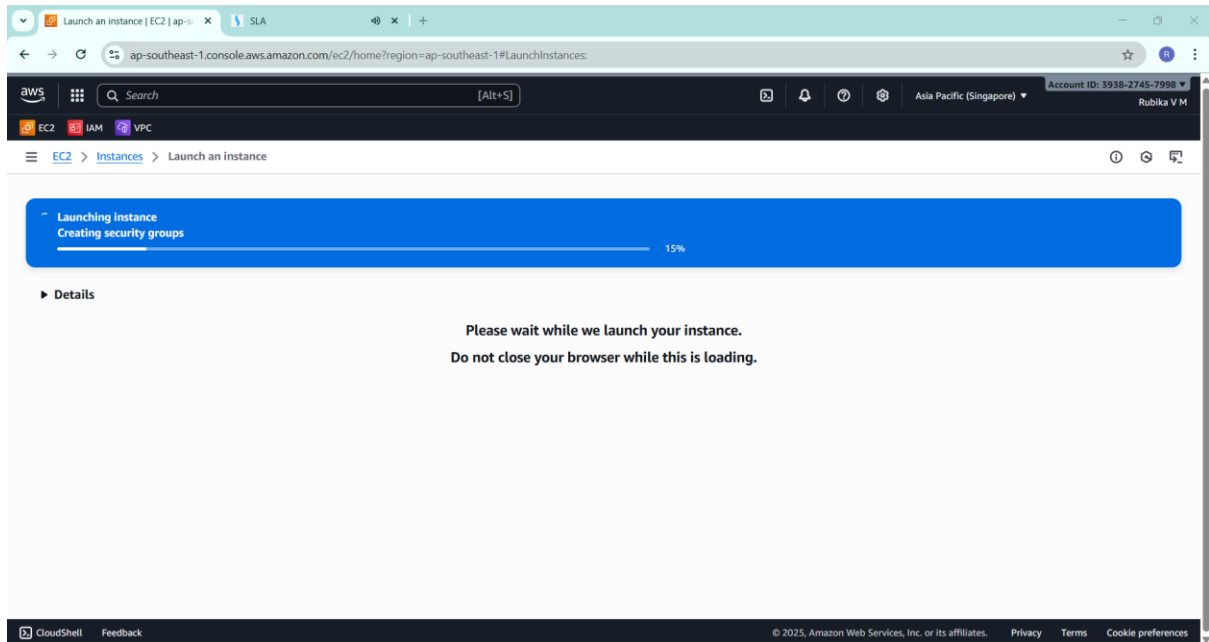 Launch an instance | EC2 | ap-s
SLA
ap-southeast-1.console.aws.amazon.com/ec2/home?region=ap-southeast-1#LaunchInstances:
R
aws
Search
[Alt+S]
Asia Pacific (Singapore)
Account ID: 3938-2745-7998
Rubika V M
EC2
IAM
VPC
EC2 > Instances > Launch an instance
Launching instance
Creating security groups
15%
Details
Please wait while we launch your instance.
Do not close your browser while this is loading.
CloudShell Feedback
© 2025, Amazon Web Services, Inc. or its affiliates. Privacy Terms Cookie preferences